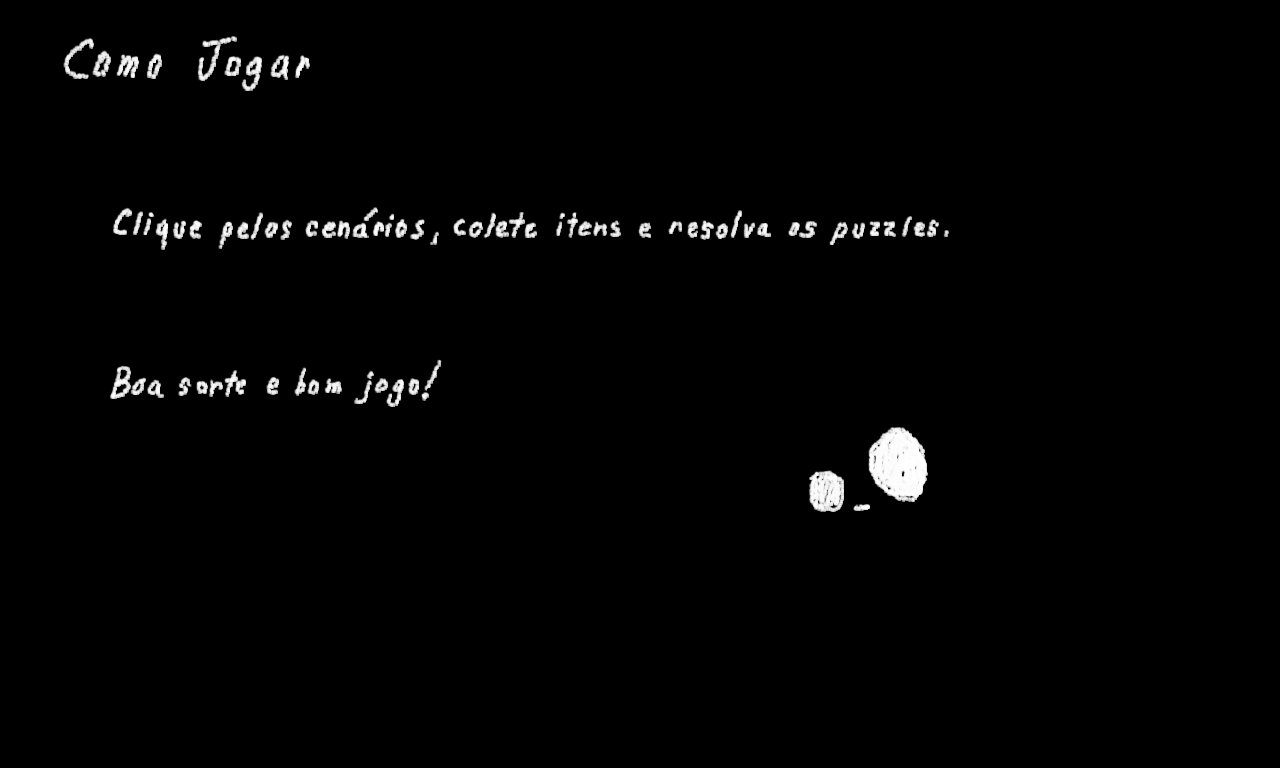 Como Jogar
Clique pelos cenários, colete itens e resolva os puzzles.
Boa sorte e bom jogo!